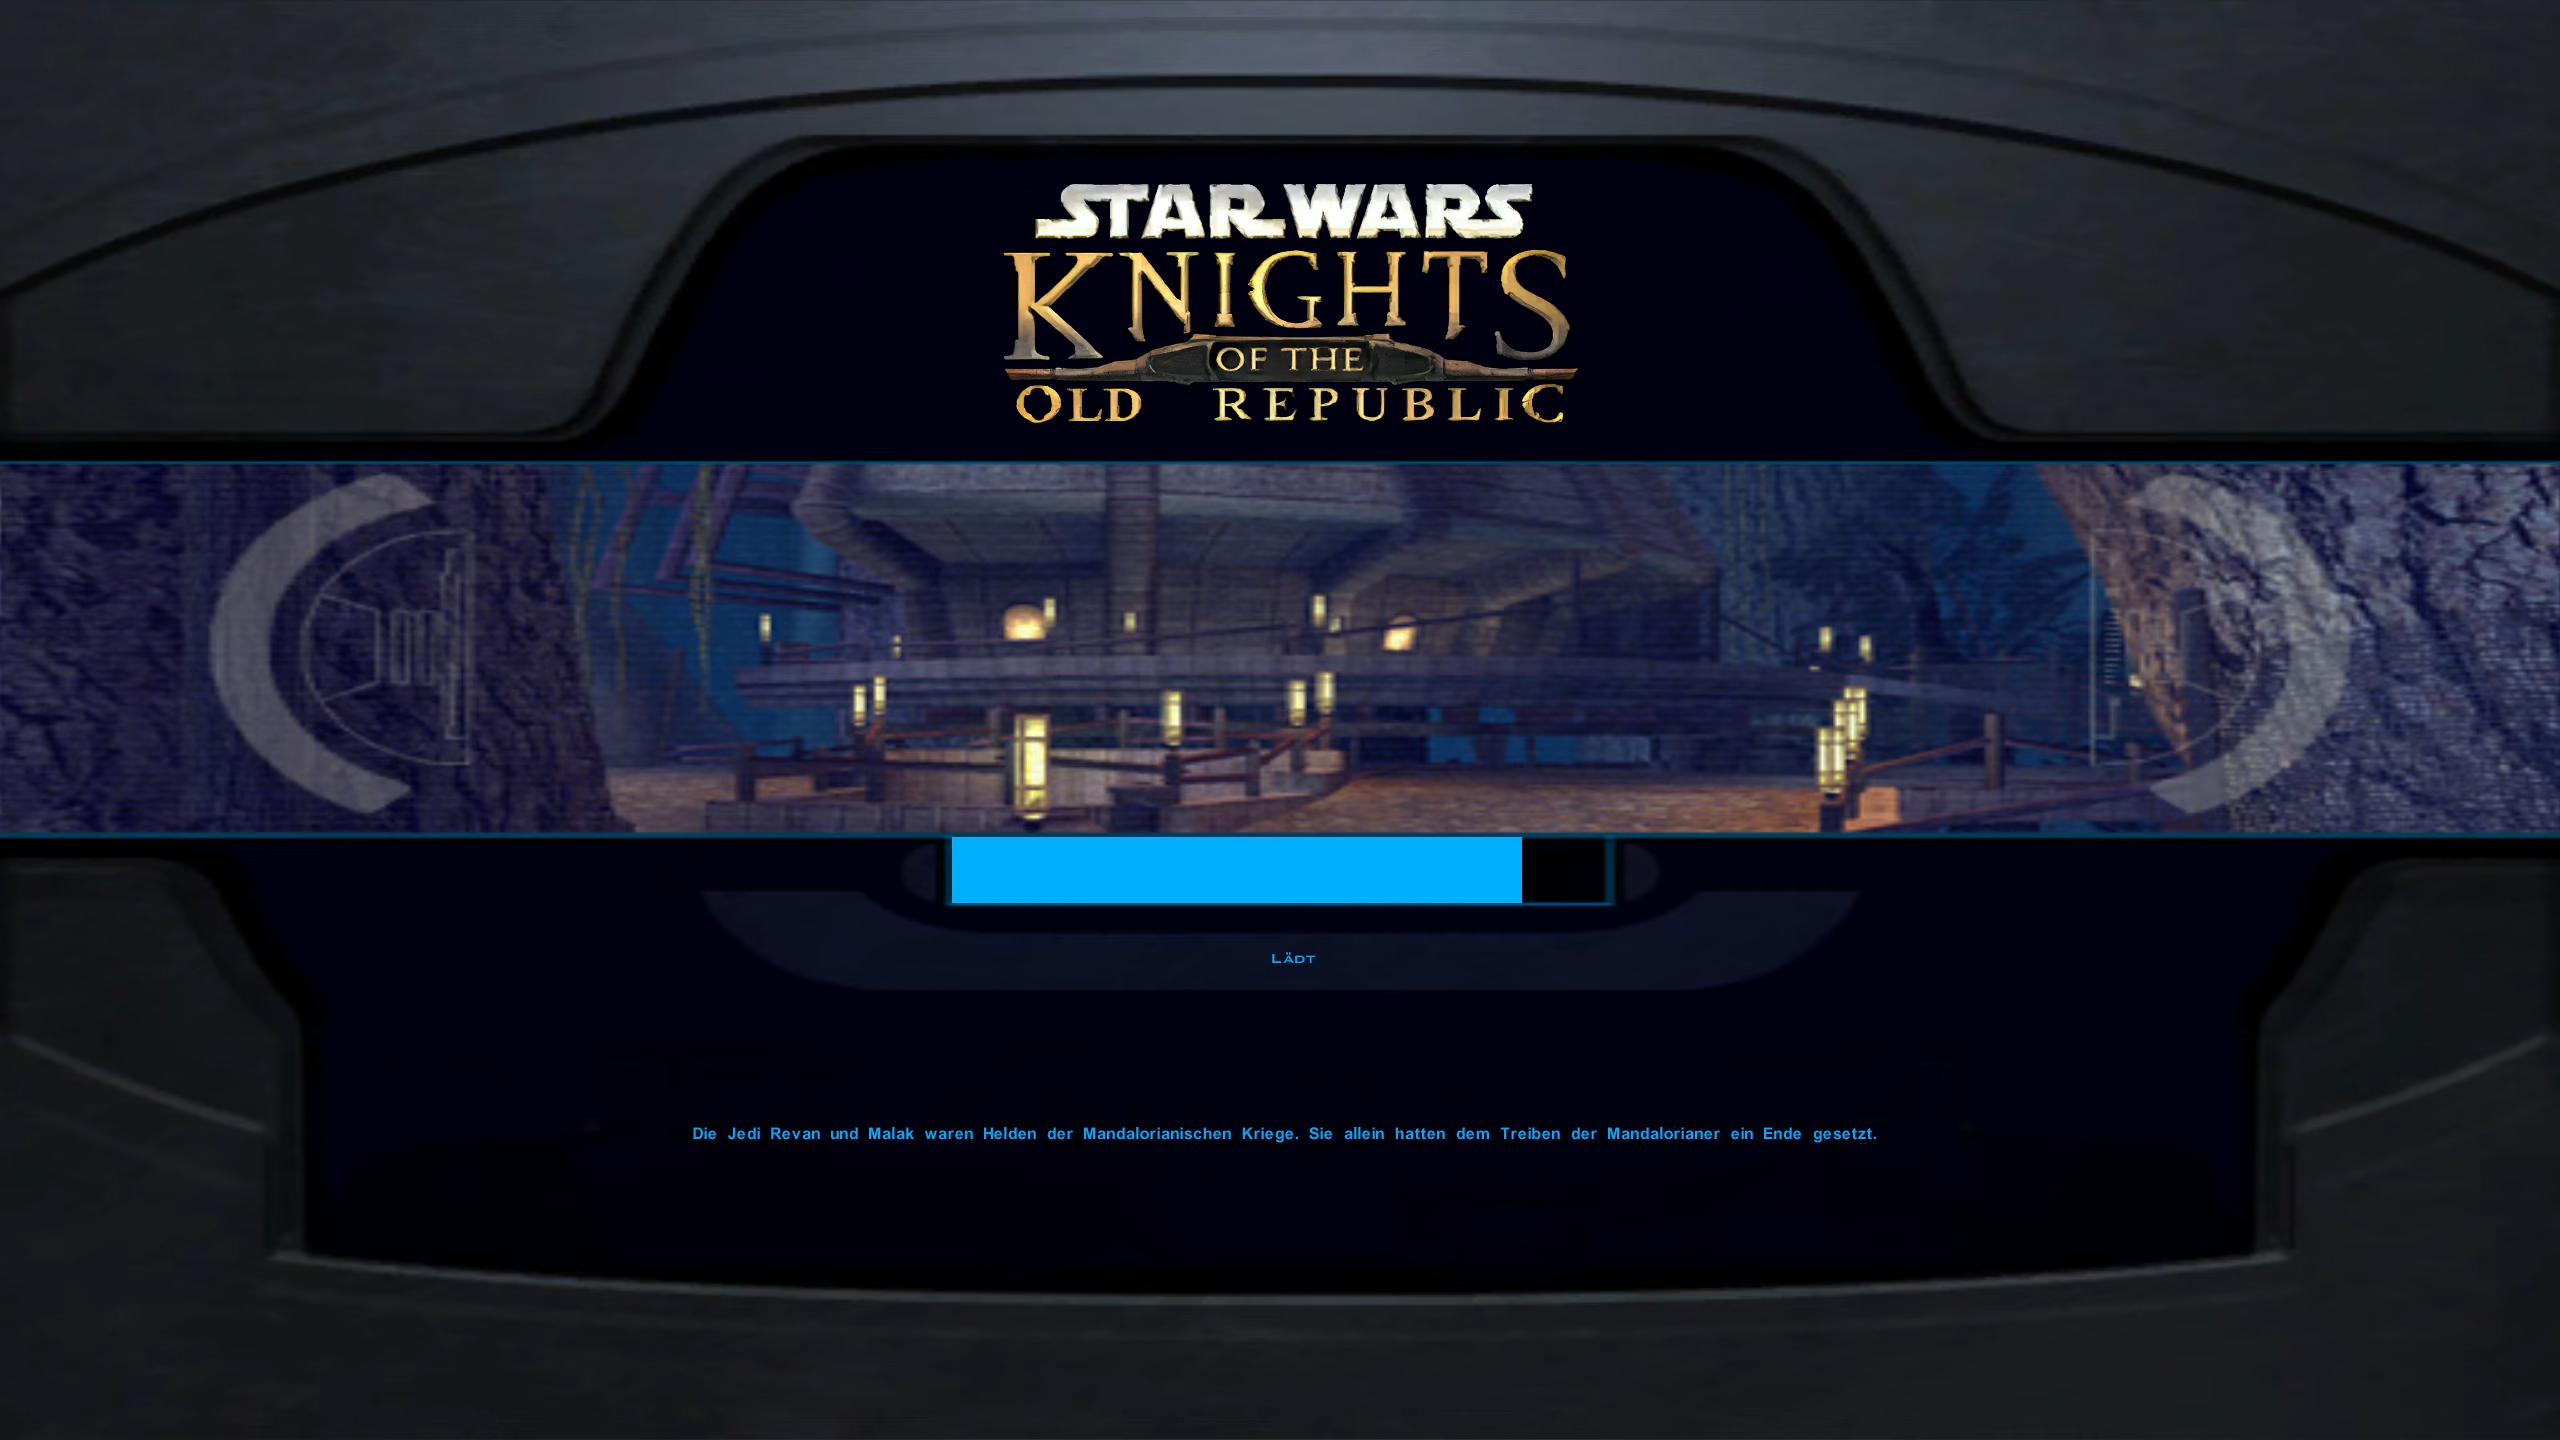 STAR WARS
KNIGHTS
OF THE
OLD REPUBLIC
Lädt
Die Jedi Revan und Malak waren Helden der Mandalorianischen Kriege. Sie allein hatten dem Treiben der Mandalorianer ein Ende gesetzt.